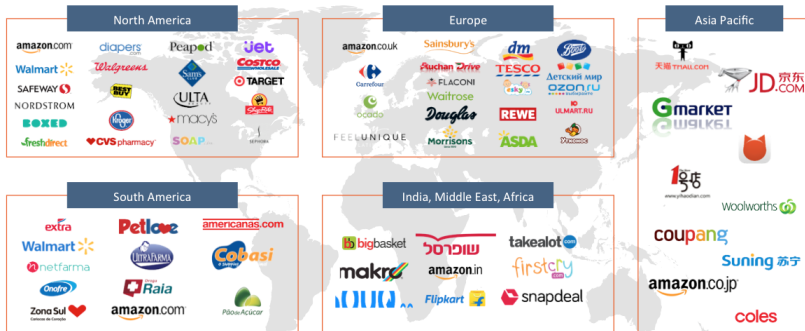 North America
amazon.com
diapers.com
Peapod
jet
Walmart
Walgreens
Sam's
CLUB
COSTCO
WHOLESALE
SAFEWAY
BEST
BUY
TARGET
NORDSTROM
ULTA
ShopRite
BOXED
Kroger
macy's
freshdirect
CVS pharmacy
SOAP
SEPHORA
Europe
amazon.co.uk
Sainsbury's
dm
Boots
Carrefour
Auchan Drive
TESCO
Детский мир
FLACONI
esky
ozon.ru
ocado
Waitrose
Douglas
REWE
ULMART.RU
FEELUNIQUE
Morrisons
ASDA
Утконос
Asia Pacific
天猫 TMALL.COM
JD 京东
.COM
Gmarket
1号店
www.yihaodian.com
Woolworths
coupang
Suning 苏宁
amazon.co.jp
coles
South America
extra
Petlove
americanas.com
Walmart
ULTRAFARMA
Cobasi
netfarma
Onofre
Droga
Raia
Zona Sul
amazon.com
Pão de Açúcar
India, Middle East, Africa
bigbasket
שופרסל
takealot.com
makro
amazon.in
firstcry
.com
Flipkart
snapdeal